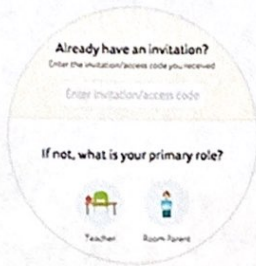 Already have an invitation?
Enter the invitation/access code you received
Enter invitation/access code
If not, what is your primary role?
Teacher
Room Parent